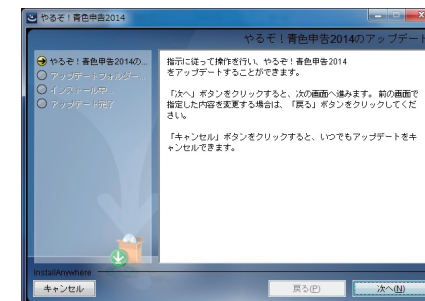 やるぞ！青色申告2014
やるぞ！青色申告2014のアップデート
やるぞ！青色申告2014の...
アップデートフォルダー...
インストール中...
アップデート完了
指示に従って操作を行い、やるぞ！青色申告2014
をアップデートすることができます。
「次へ」ボタンをクリックすると、次の画面へ進みます。 前の画面で
指定した内容を変更する場合は、「戻る」ボタンをクリックしてくだ
さい。
「キャンセル」ボタンをクリックすると、いつでもアップデートをキ
ャンセルできます。
InstallAnywhere
キャンセル
戻る(P)
次へ(N)